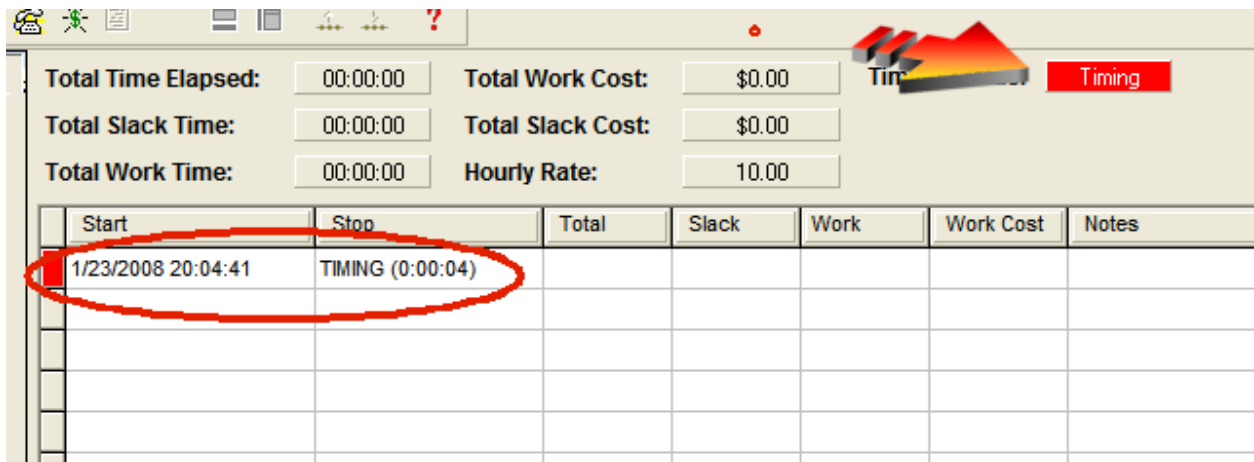 ?
Total Time Elapsed: 00:00:00 Total Work Cost: $0.00 Timing
Total Slack Time: 00:00:00 Total Slack Cost: $0.00
Total Work Time: 00:00:00 Hourly Rate: 10.00
Start Stop Total Slack Work Work Cost Notes
1/23/2008 20:04:41 TIMING (0:00:04)